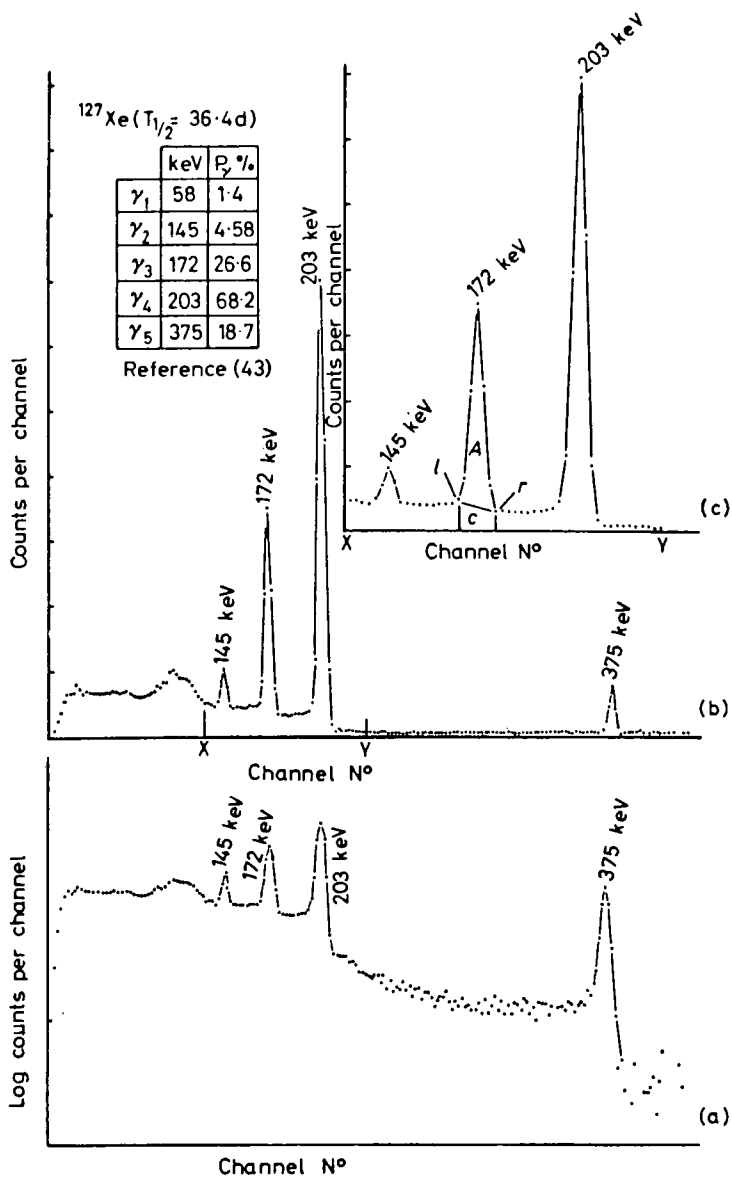 203 keV
¹²⁷Xe(T₁/₂= 36·4d)
keV Pᵧ%
γ₁ 58 1·4
γ₂ 145 4·58
γ₃ 172 26·6
γ₄ 203 68·2
γ₅ 375 18·7
Reference (43)
Counts per channel
203 keV
172 keV
145 keV
375 keV
X
Y
Channel Nº
(b)
Counts per channel
172 keV
145 keV
l
A
r
C
X
Y
Channel Nº
(c)
Log counts per channel
145 keV
172 keV
203 keV
375 keV
Channel Nº
(a)